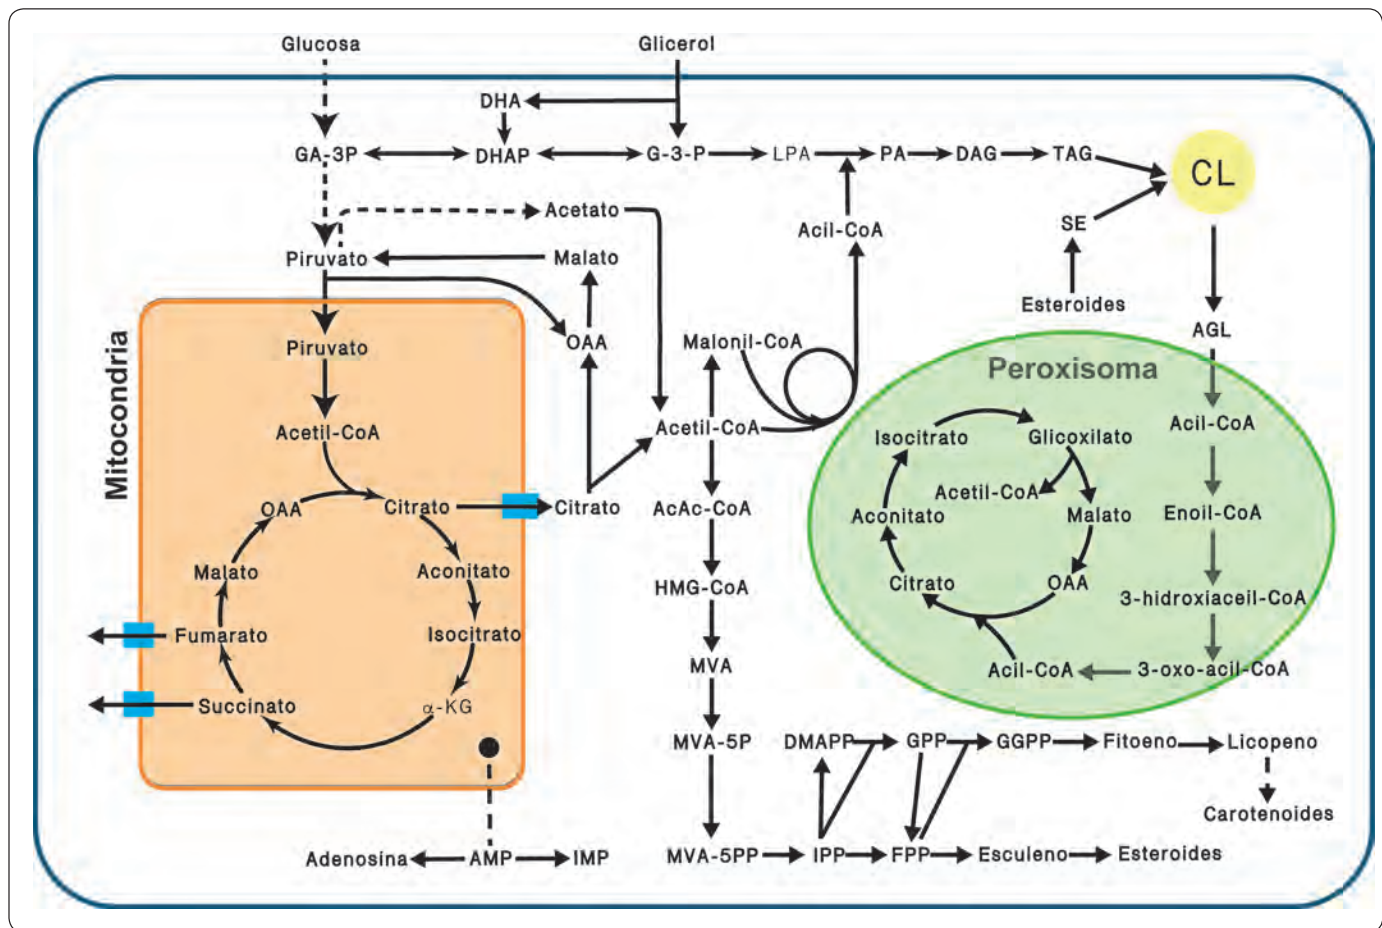 Glucosa
Glicerol
DHA
GA-3P
DHAP
G-3-P
LPA
PA
DAG
TAG
CL
Acetato
SE
Acil-CoA
Piruvato
Malato
Esteroides
Mitocondria
Piruvato
OAA
Malonil-CoA
AGL
Peroxisoma
Acetil-CoA
Acetil-CoA
Isocitrato
Glicoxilato
Acil-CoA
OAA
Citrato
Citrato
AcAc-CoA
Acetil-CoA
Aconitato
Malato
Enoil-CoA
Malato
Aconitato
HMG-CoA
Citrato
OAA
3-hidroxiaceil-CoA
Fumarato
Isocitrato
MVA
Acil-CoA
3-oxo-acil-CoA
Succinato
α-KG
MVA-5P
DMAPP
GPP
GGPP
Fitoeno
Licopeno
Carotenoides
Adenosina
AMP
IMP
MVA-5PP
IPP
FPP
Esculeno
Esteroides